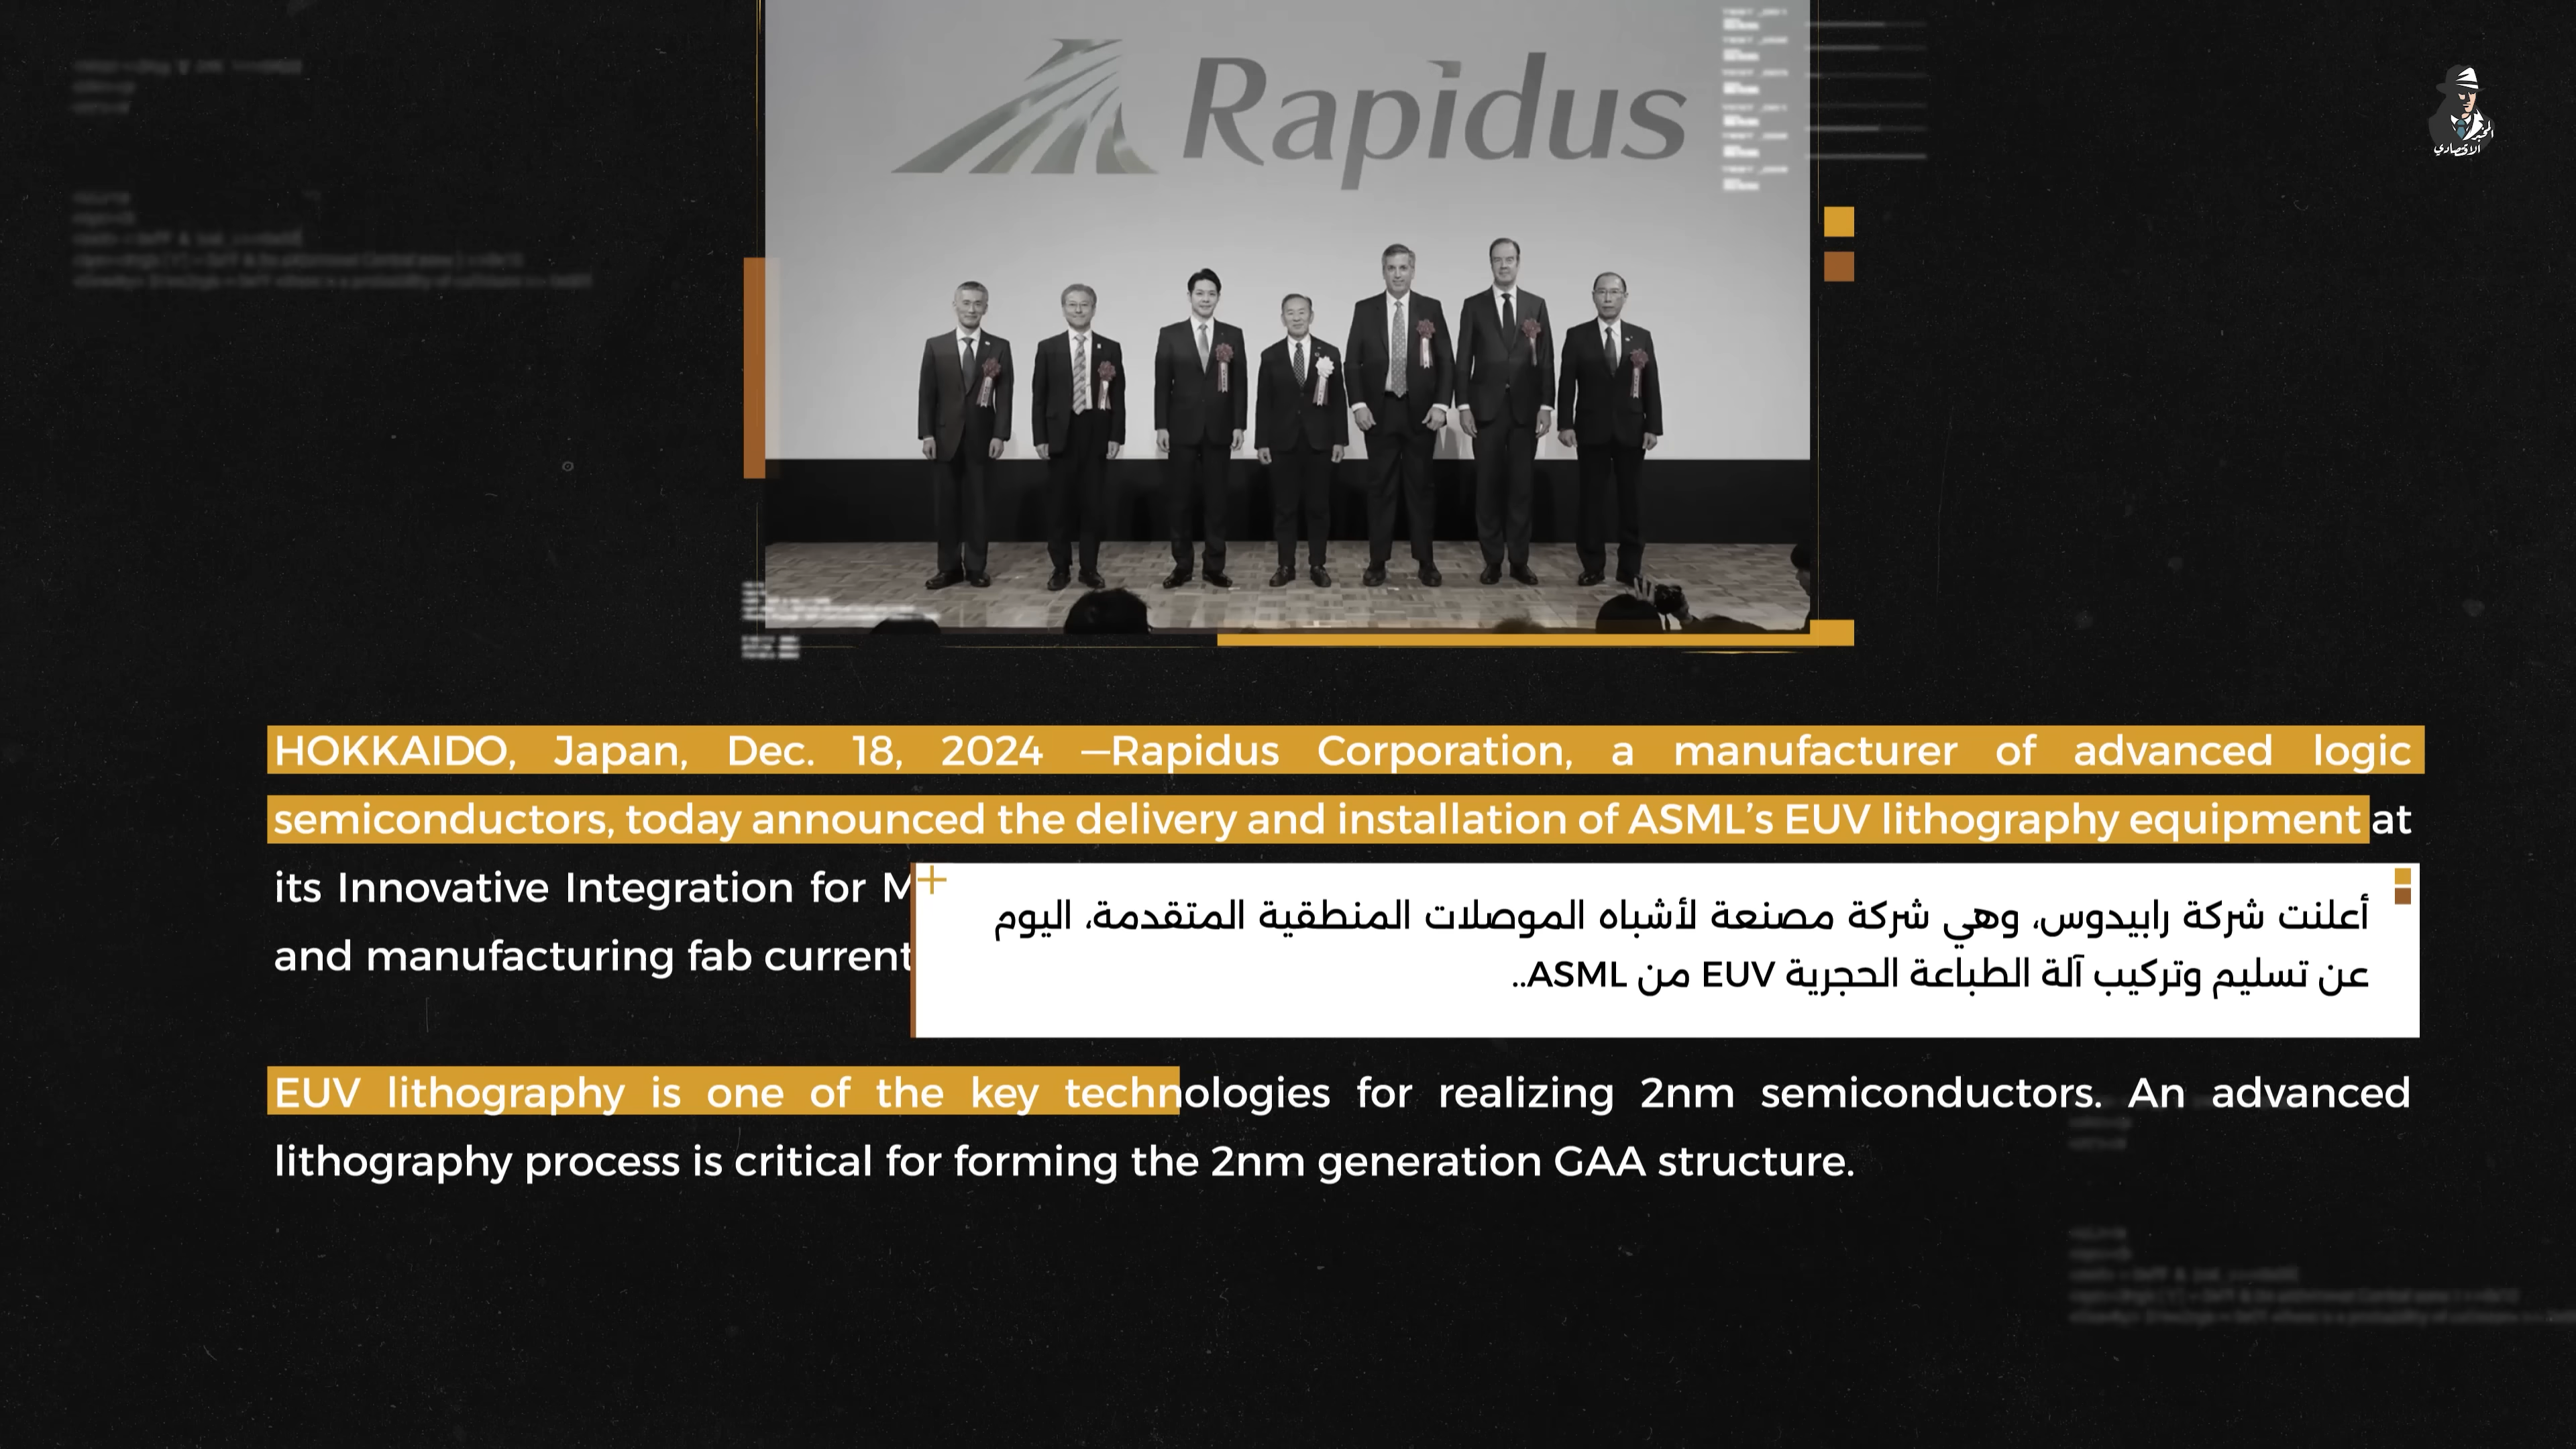 Rapidus
المخبر
الاقتصادي
HOKKAIDO, Japan, Dec. 18, 2024 —Rapidus Corporation, a manufacturer of advanced logic
semiconductors, today announced the delivery and installation of ASML’s EUV lithography equipment at
its Innovative Integration for M
and manufacturing fab current
أعلنت شركة رابيدوس، وهي شركة مصنعة لأشباه الموصلات المنطقية المتقدمة، اليوم
عن تسليم وتركيب آلة الطباعة الحجرية EUV من ASML..
EUV lithography is one of the key technologies for realizing 2nm semiconductors. An advanced
lithography process is critical for forming the 2nm generation GAA structure.